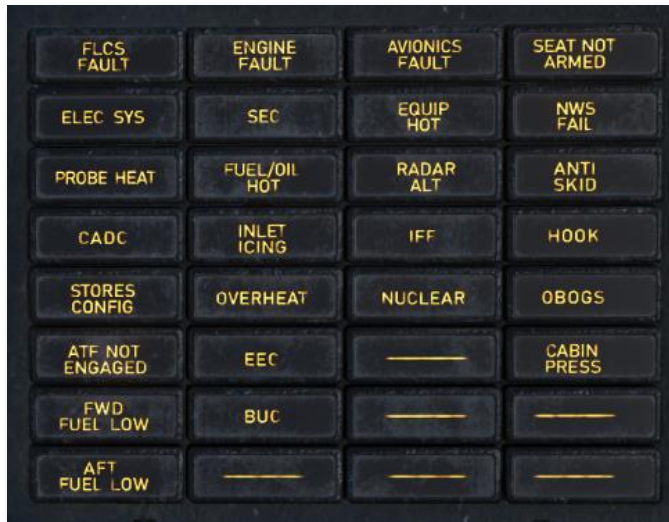 FLCS
FAULT
ENGINE
FAULT
AVIONICS
FAULT
SEAT NOT
ARMED
ELEC SYS
SEC
EQUIP
HOT
NWS
FAIL
PROBE HEAT
FUEL/OIL
HOT
RADAR
ALT
ANTI
SKID
CADC
INLET
ICING
IFF
HOOK
STORES
CONFIG
OVERHEAT
NUCLEAR
OBOGS
ATF NOT
ENGAGED
EEC
CABIN
PRESS
FWD
FUEL LOW
BUC
AFT
FUEL LOW